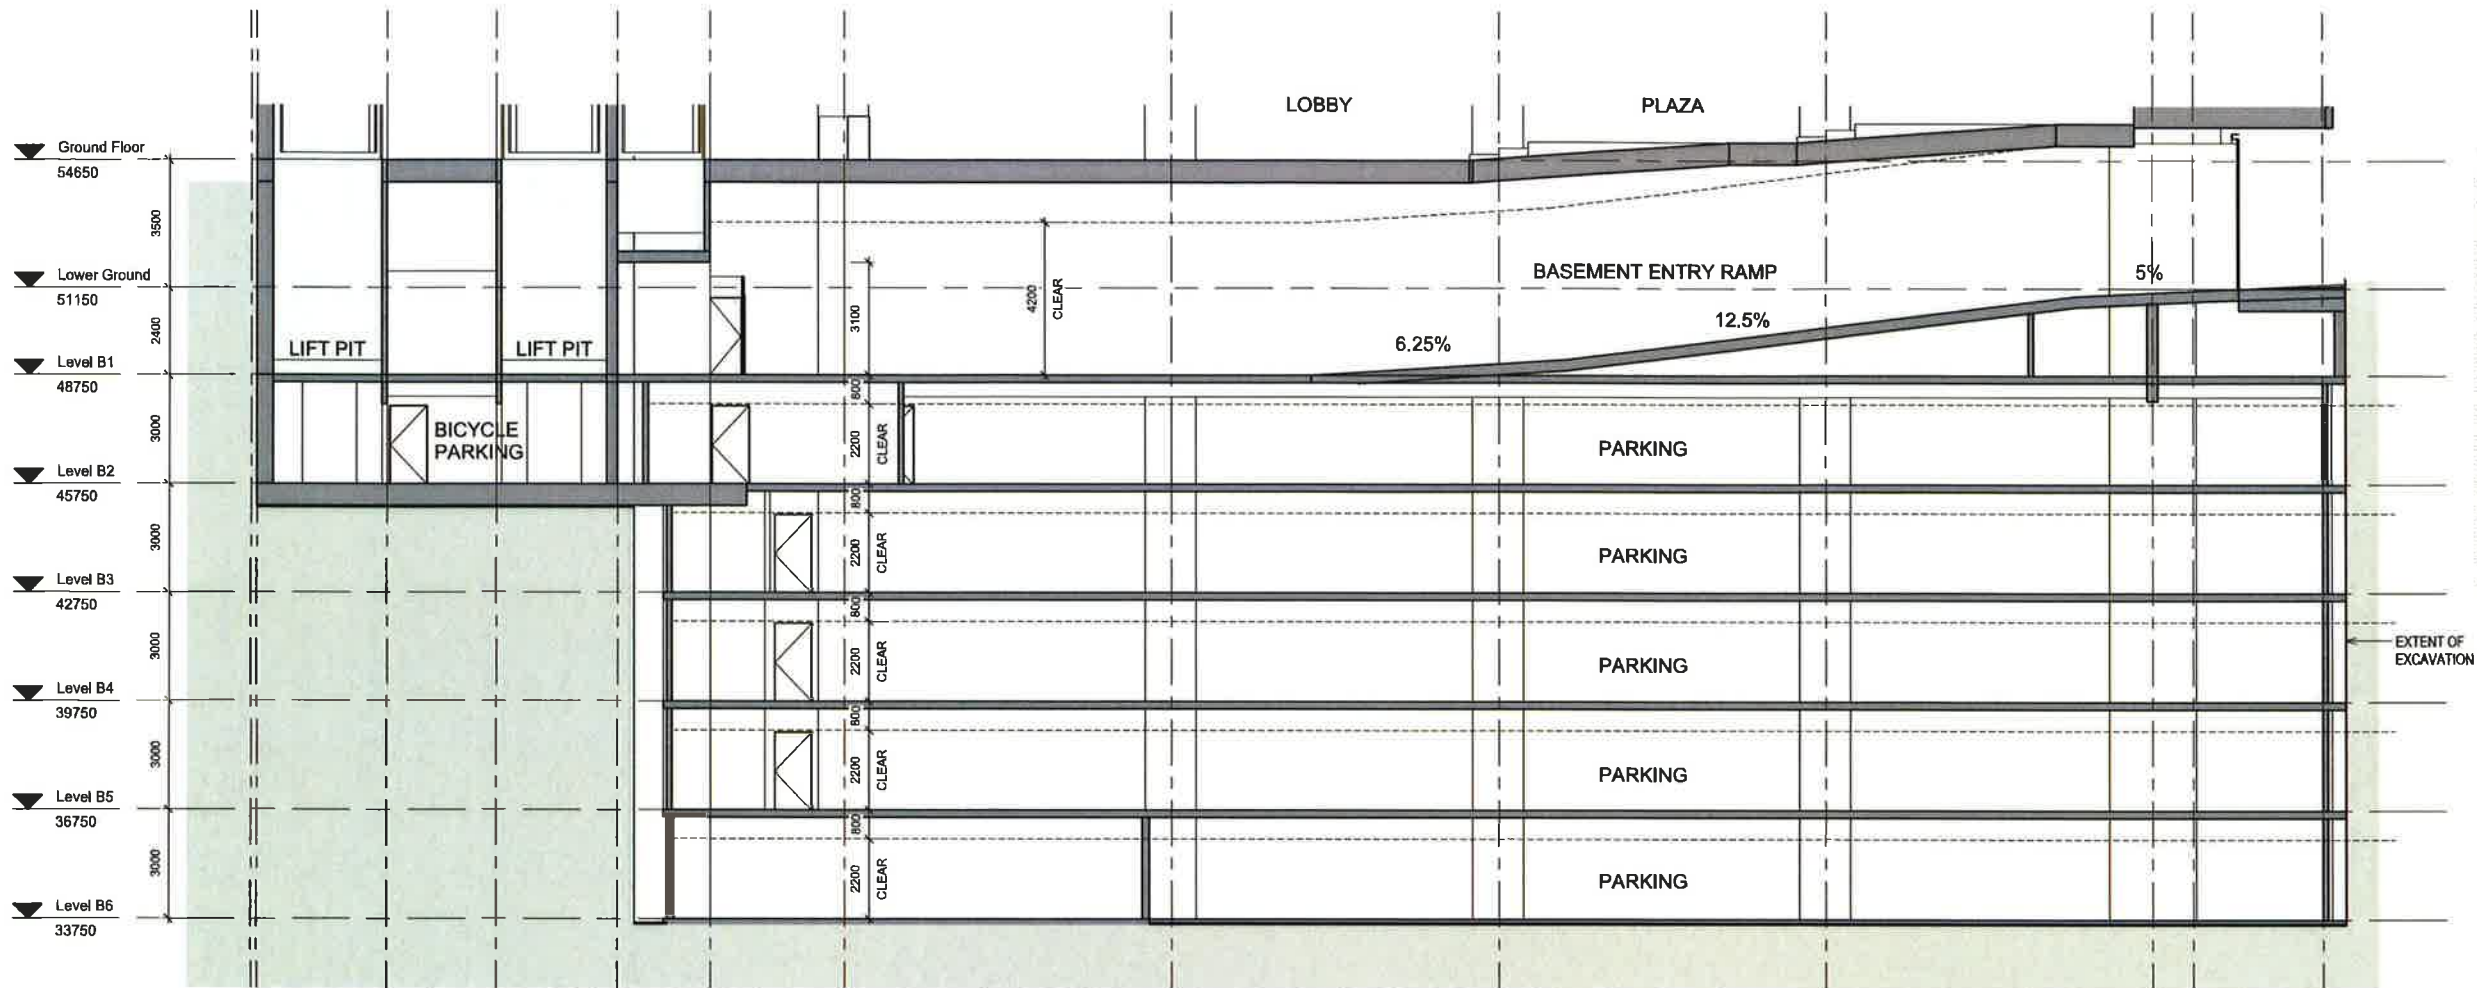 LOBBY
PLAZA
Ground Floor
54650
3500
Lower Ground
51150
BASEMENT ENTRY RAMP
5%
4200
CLEAR
3100
2400
12.5%
6.25%
LIFT PIT
LIFT PIT
Level B1
48750
800
3000
BICYCLE
PARKING
2200
CLEAR
PARKING
Level B2
45750
800
3000
2200
CLEAR
PARKING
Level B3
42750
800
3000
2200
CLEAR
PARKING
EXTENT OF
EXCAVATION
Level B4
39750
800
3000
2200
CLEAR
PARKING
Level B5
36750
800
3000
2200
CLEAR
PARKING
Level B6
33750